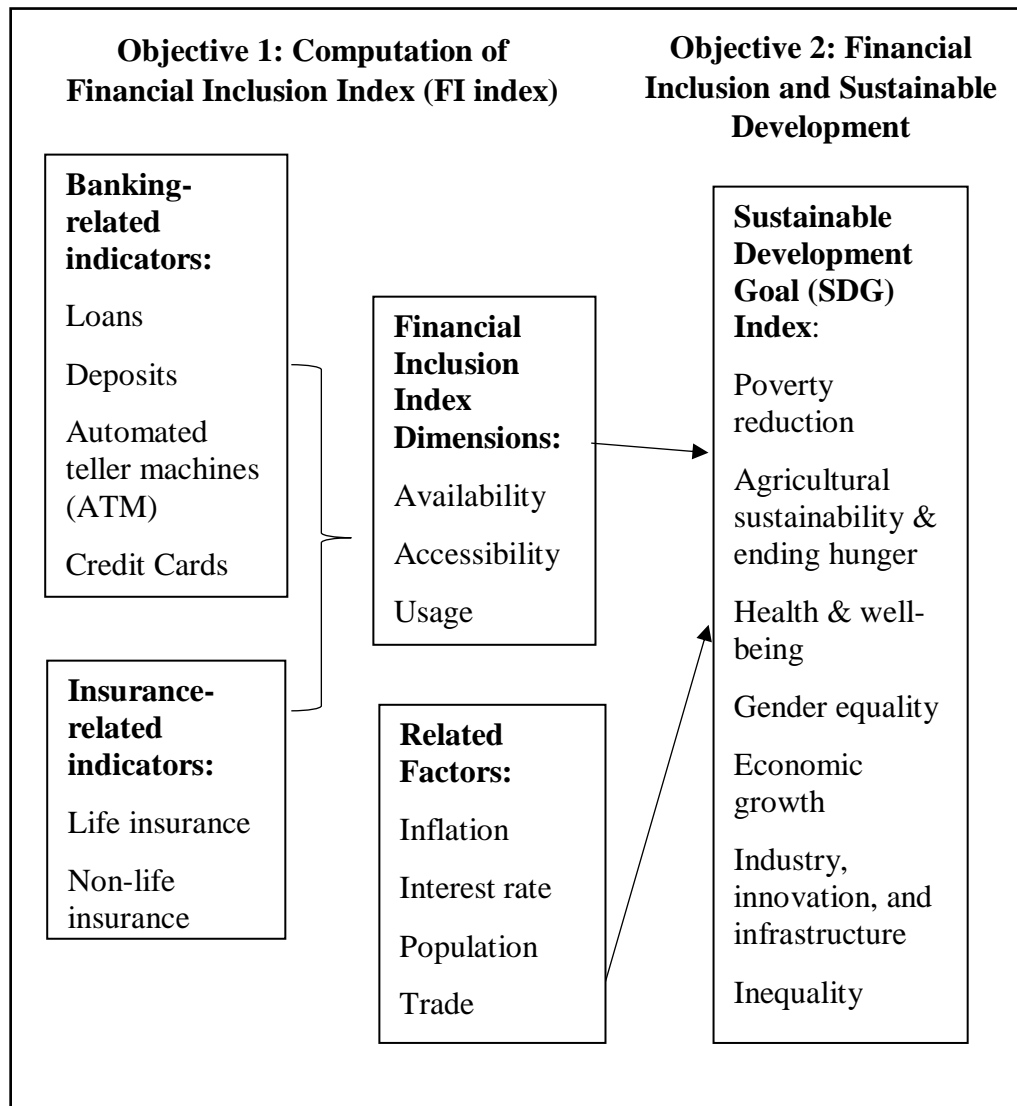 Objective 1: Computation of
Financial Inclusion Index (FI index)
Objective 2: Financial
Inclusion and Sustainable
Development
Banking-
related
indicators:
Loans
Deposits
Automated
teller machines
(ATM)
Credit Cards
Insurance-
related
indicators:
Life insurance
Non-life
insurance
Financial
Inclusion
Index
Dimensions:
Availability
Accessibility
Usage
Related
Factors:
Inflation
Interest rate
Population
Trade
Sustainable
Development
Goal (SDG)
Index:
Poverty
reduction
Agricultural
sustainability &
ending hunger
Health & well-
being
Gender equality
Economic
growth
Industry,
innovation, and
infrastructure
Inequality